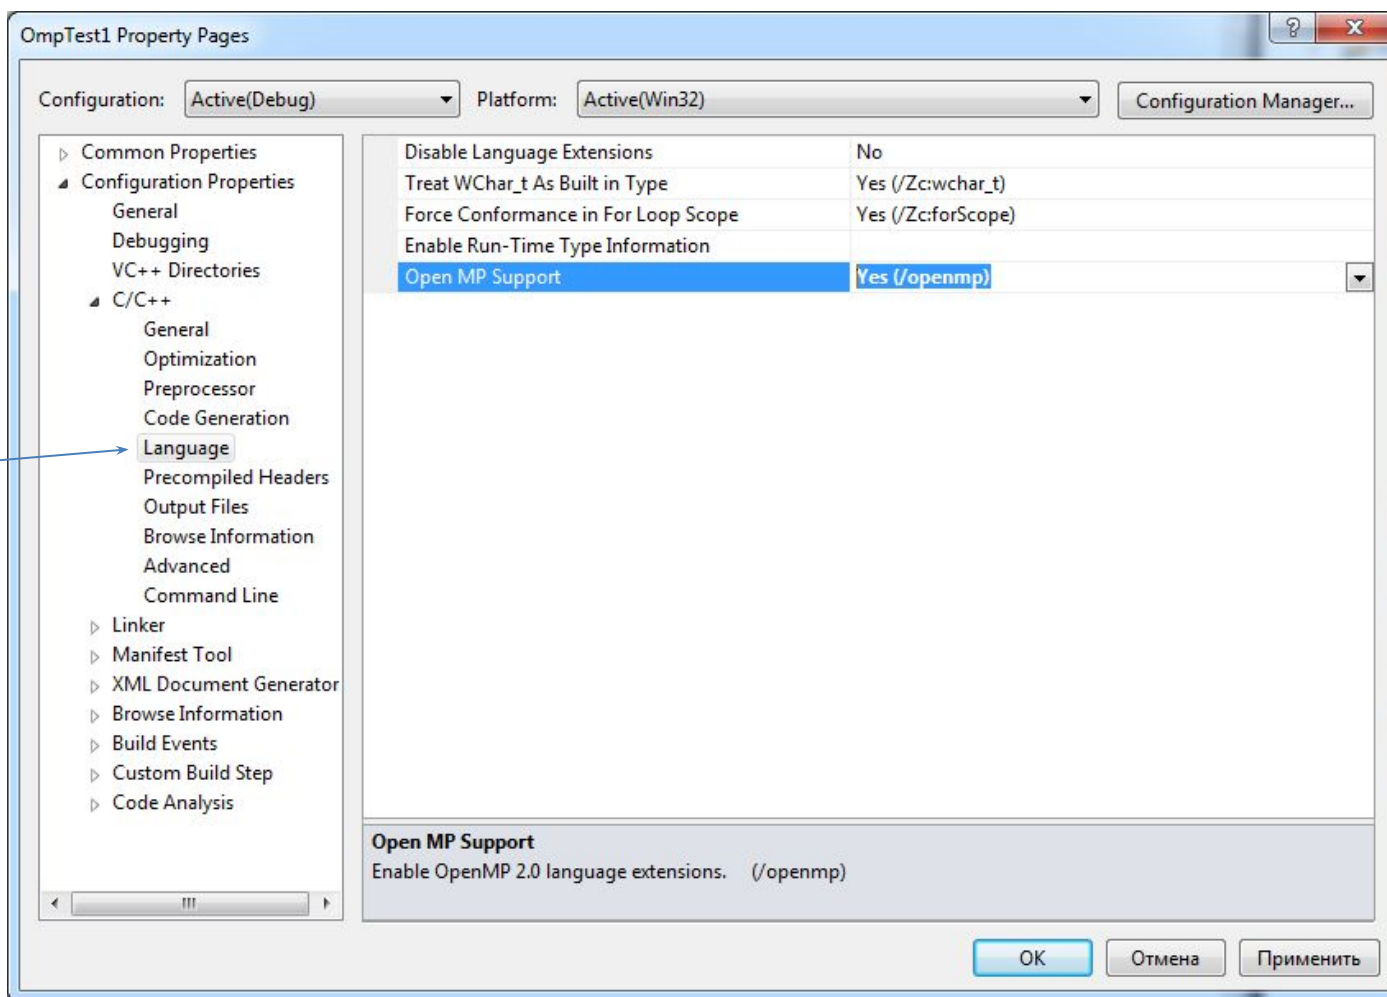 OmpTest1 Property Pages
Configuration: Active(Debug) Platform: Active(Win32) Configuration Manager...
Common Properties
Configuration Properties
General
Debugging
VC++ Directories
C/C++
General
Optimization
Preprocessor
Code Generation
Language
Precompiled Headers
Output Files
Browse Information
Advanced
Command Line
Linker
Manifest Tool
XML Document Generator
Browse Information
Build Events
Custom Build Step
Code Analysis
Disable Language Extensions No
Treat WChar_t As Built in Type Yes (/Zc:wchar_t)
Force Conformance in For Loop Scope Yes (/Zc:forScope)
Enable Run-Time Type Information
Open MP Support Yes (/openmp)
Open MP Support
Enable OpenMP 2.0 language extensions. (/openmp)
OK Отмена Применить